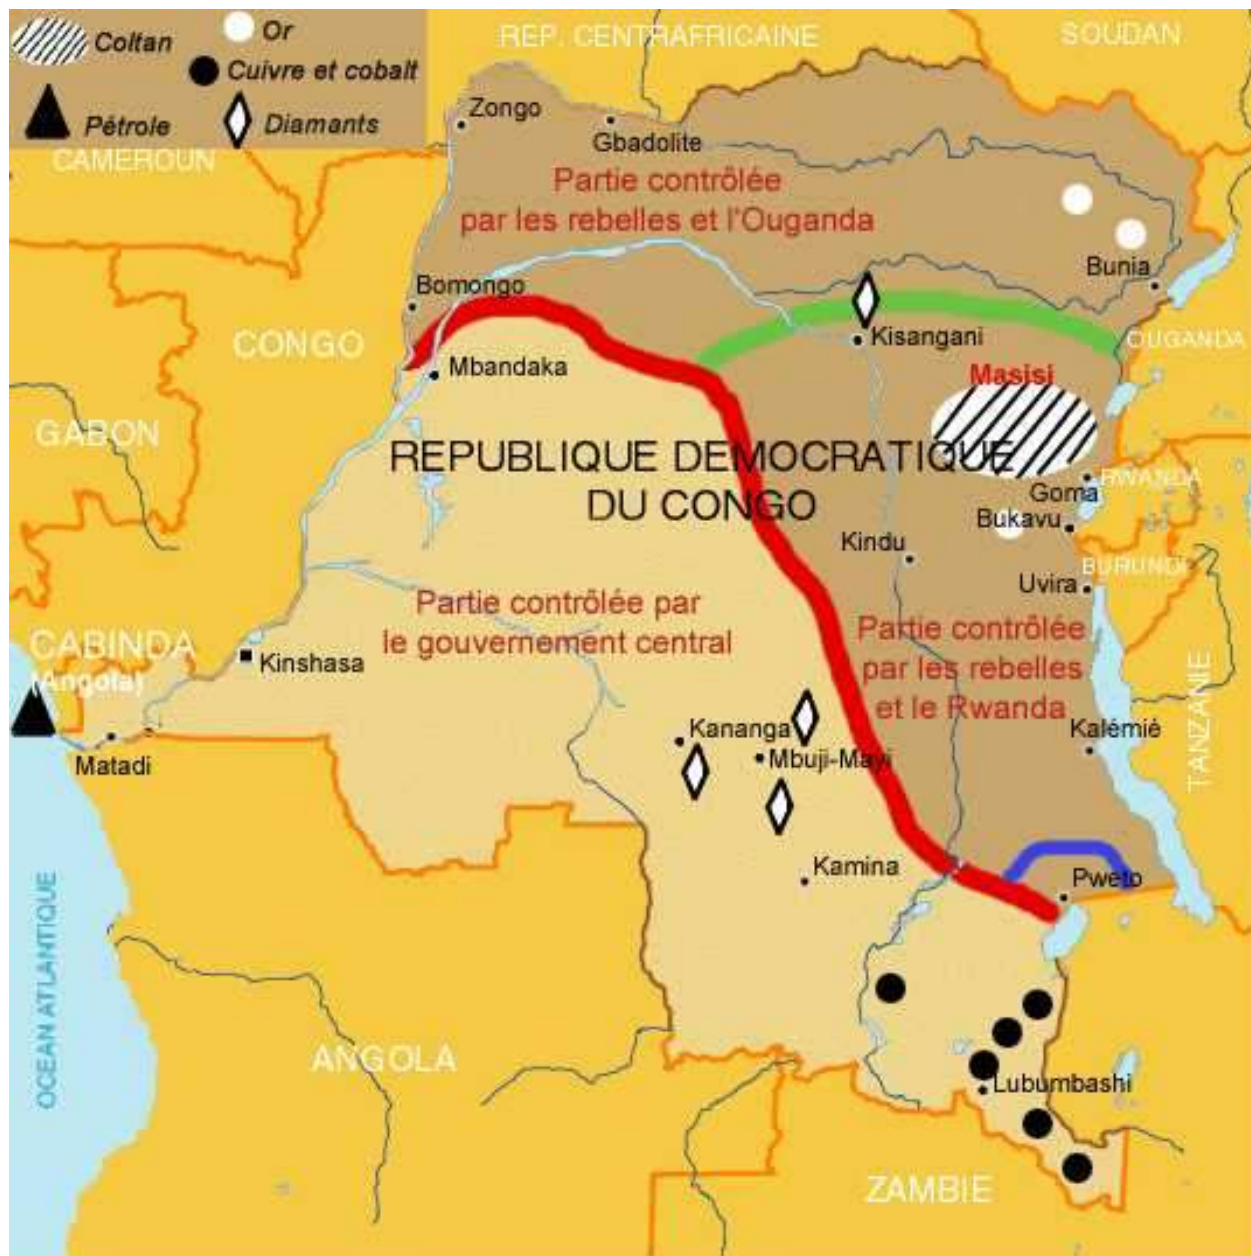 Coltan
Or
Cuivre et cobalt
Pétrole
Diamants
REP. CENTRAFRICAINE
SOUDAN
CAMEROUN
Zongo
Gbadolite
Partie contrôlée
par les rebelles et l'Ouganda
Bunia
Bomongo
CONGO
Kisangani
OUGANDA
Mbandaka
Masisi
GABON
REPUBLIQUE DEMOCRATIQUE
DU CONGO
RWANDA
Goma
Bukavu
Kindu
BURUNDI
Uvira
Partie contrôlée par
le gouvernement central
Partie contrôlée
par les rebelles
et le Rwanda
CABINDA
(Angola)
Kinshasa
TANZANIE
Kananga
Kalémié
Matadi
Mbuji-Mayi
Kamina
Pweto
OCEAN ATLANTIQUE
ANGOLA
Lubumbashi
ZAMBIE